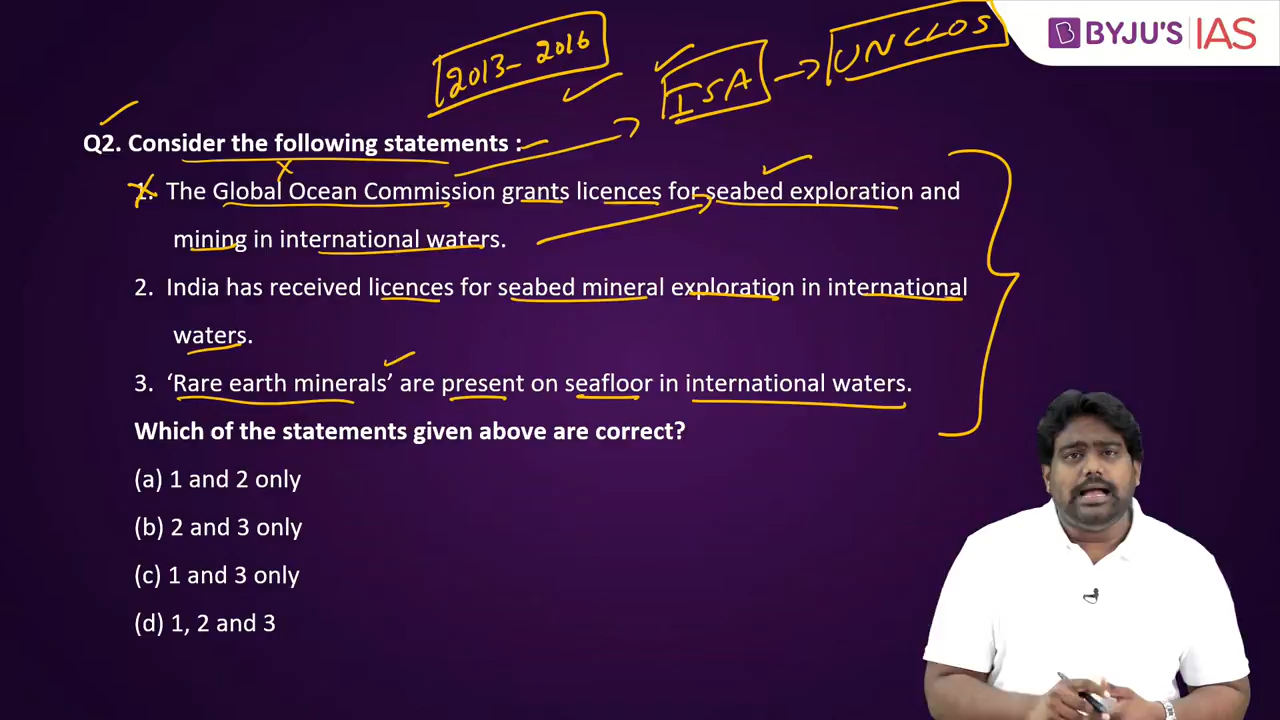 BYJU'S IAS
2013-2016
ISA → UNCLOS
Q2. Consider the following statements :
1. The Global Ocean Commission grants licences for seabed exploration and
mining in international waters.
2. India has received licences for seabed mineral exploration in international
waters.
3. ‘Rare earth minerals’ are present on seafloor in international waters.
Which of the statements given above are correct?
(a) 1 and 2 only
(b) 2 and 3 only
(c) 1 and 3 only
(d) 1, 2 and 3